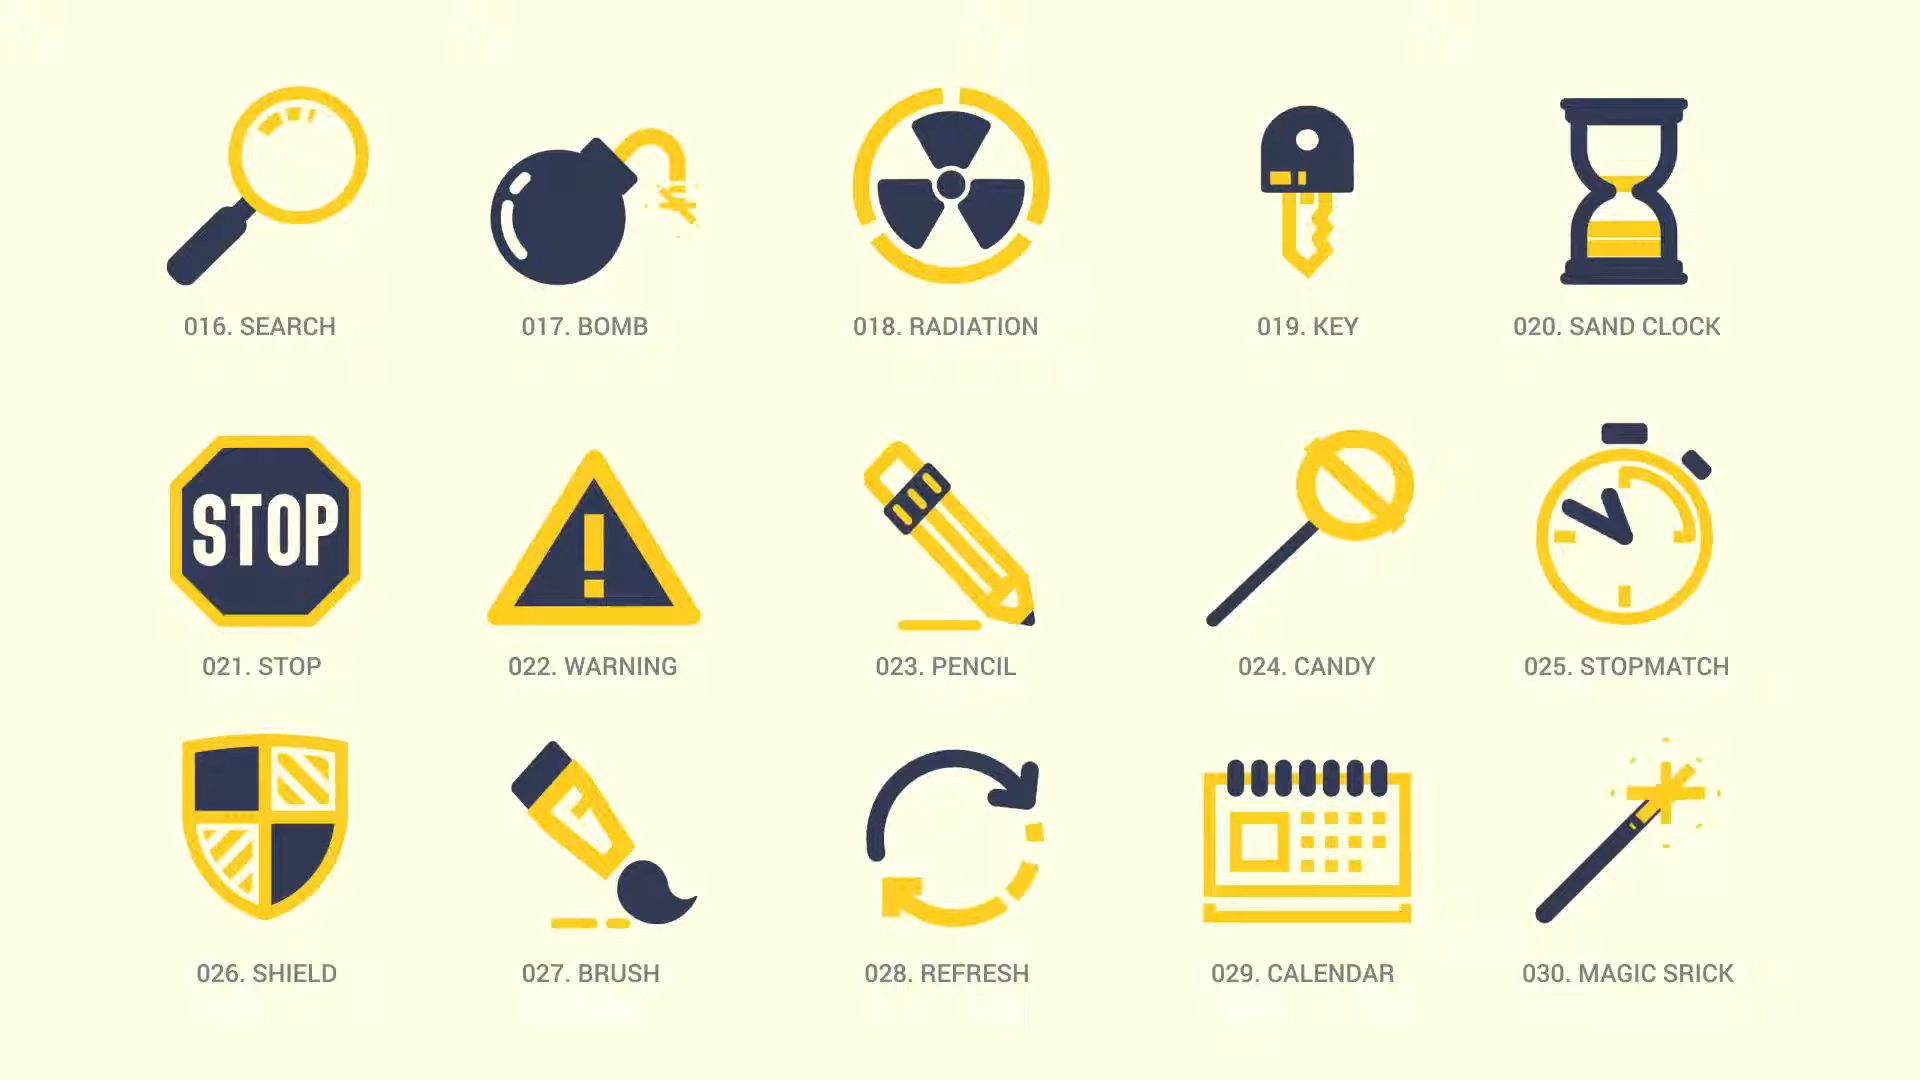 016. SEARCH
017. BOMB
018. RADIATION
019. KEY
020. SAND CLOCK
STOP
021. STOP
022. WARNING
023. PENCIL
024. CANDY
025. STOPMATCH
026. SHIELD
027. BRUSH
028. REFRESH
029. CALENDAR
030. MAGIC SRICK